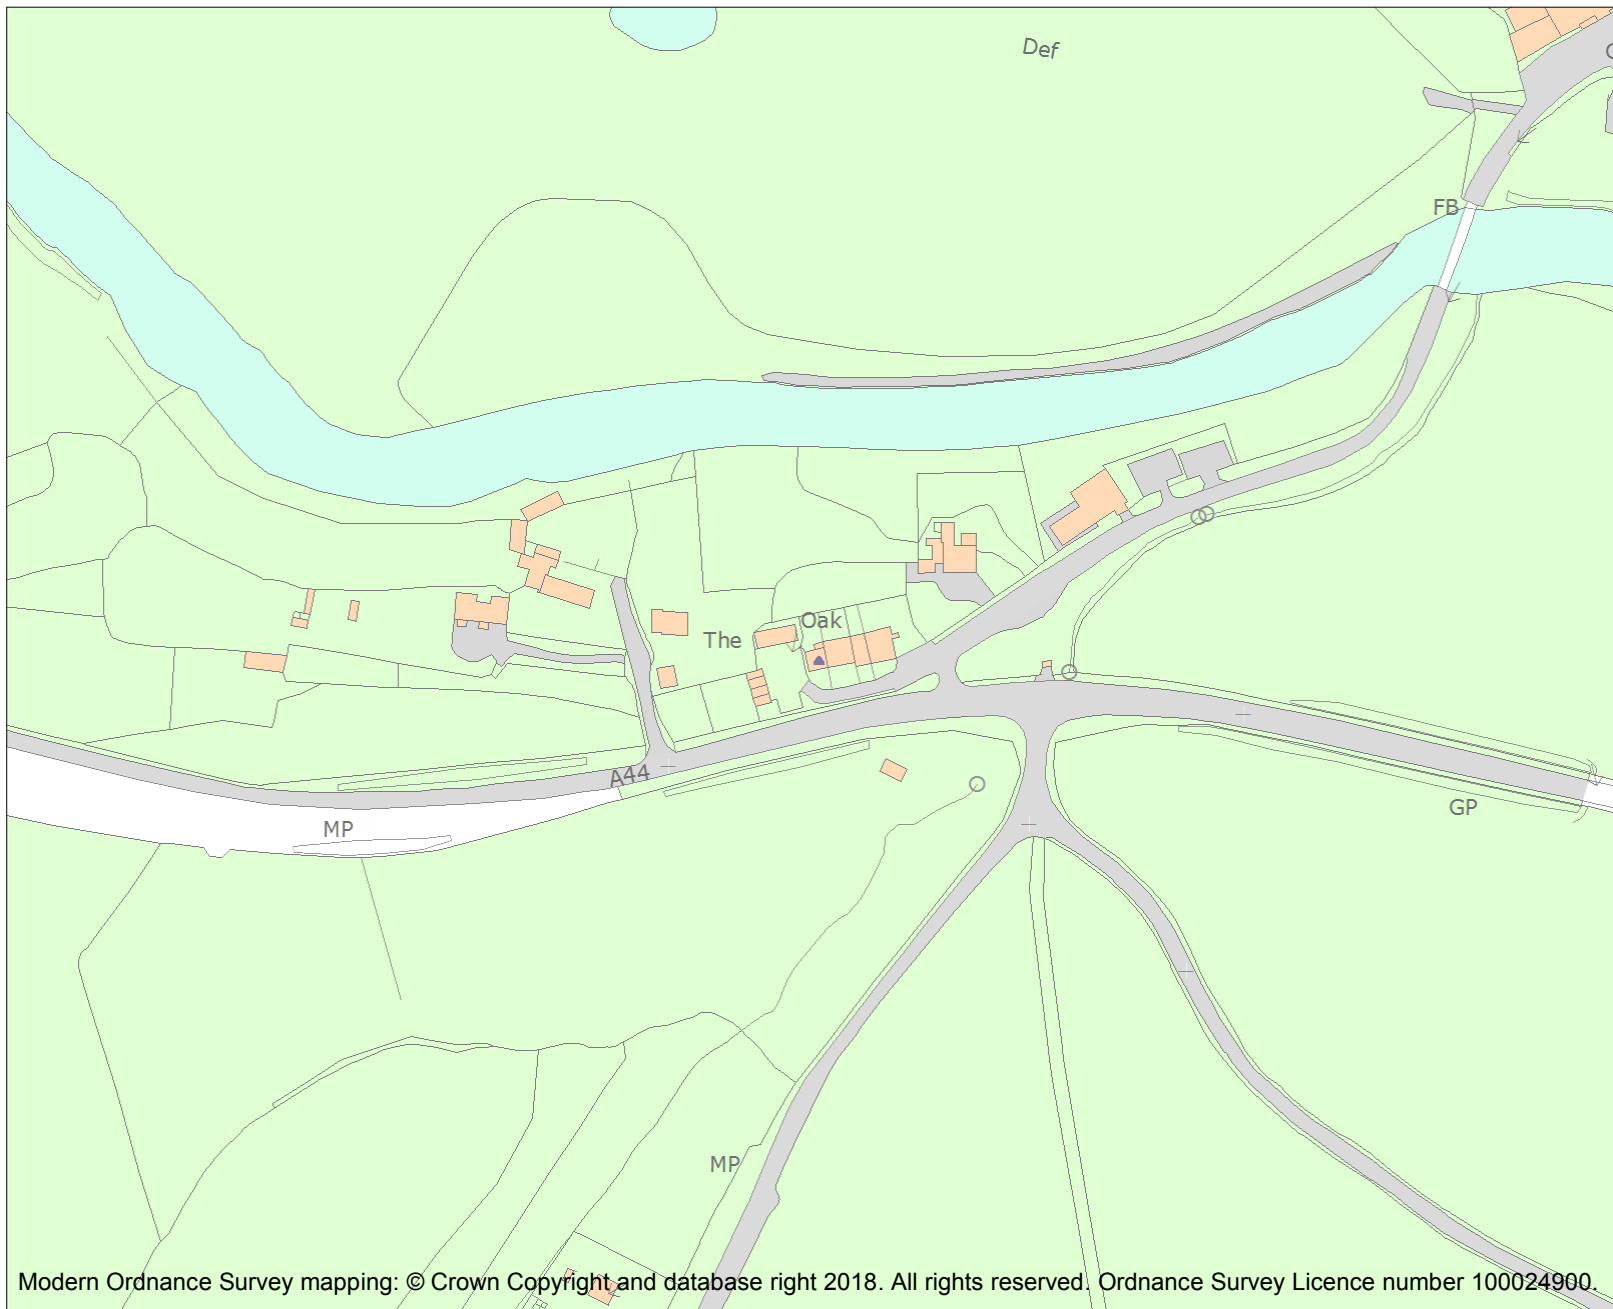 Def
FB
Oak
The
A44
MP
GP
MP
Modern Ordnance Survey mapping: © Crown Copyright and database right 2018. All rights reserved. Ordnance Survey Licence number 100024900.